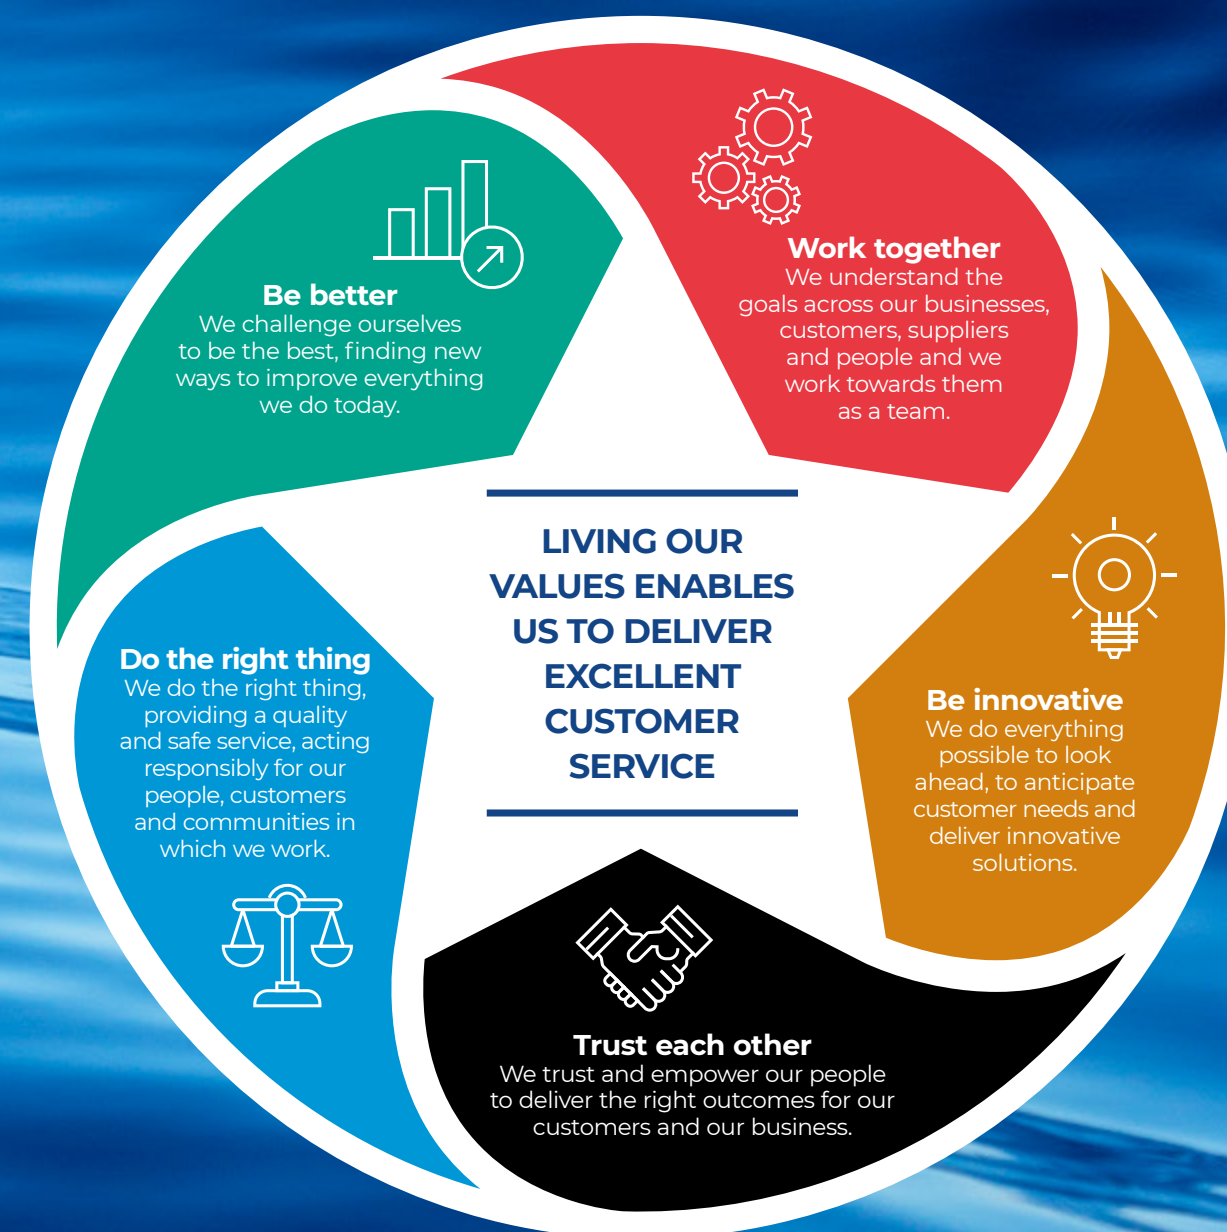 Work together
We understand the
goals across our businesses,
customers, suppliers
and people and we
work towards them
as a team.
Be better
We challenge ourselves
to be the best, finding new
ways to improve everything
we do today.
LIVING OUR
VALUES ENABLES
US TO DELIVER
EXCELLENT
CUSTOMER
SERVICE
Do the right thing
We do the right thing,
providing a quality
and safe service, acting
responsibly for our
people, customers
and communities in
which we work.
Be innovative
We do everything
possible to look
ahead, to anticipate
customer needs and
deliver innovative
solutions.
Trust each other
We trust and empower our people
to deliver the right outcomes for our
customers and our business.